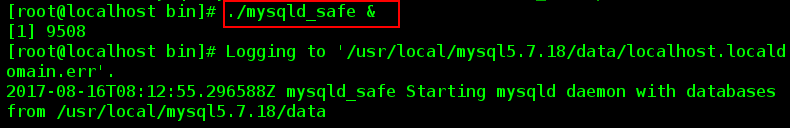 [root@localhost bin]# ./mysqld_safe &
[1] 9508
[root@localhost bin]# Logging to '/usr/local/mysql5.7.18/data/localhost.locald
omain.err'.
2017-08-16T08:12:55.296588Z mysqld_safe Starting mysqld daemon with databases
from /usr/local/mysql5.7.18/data